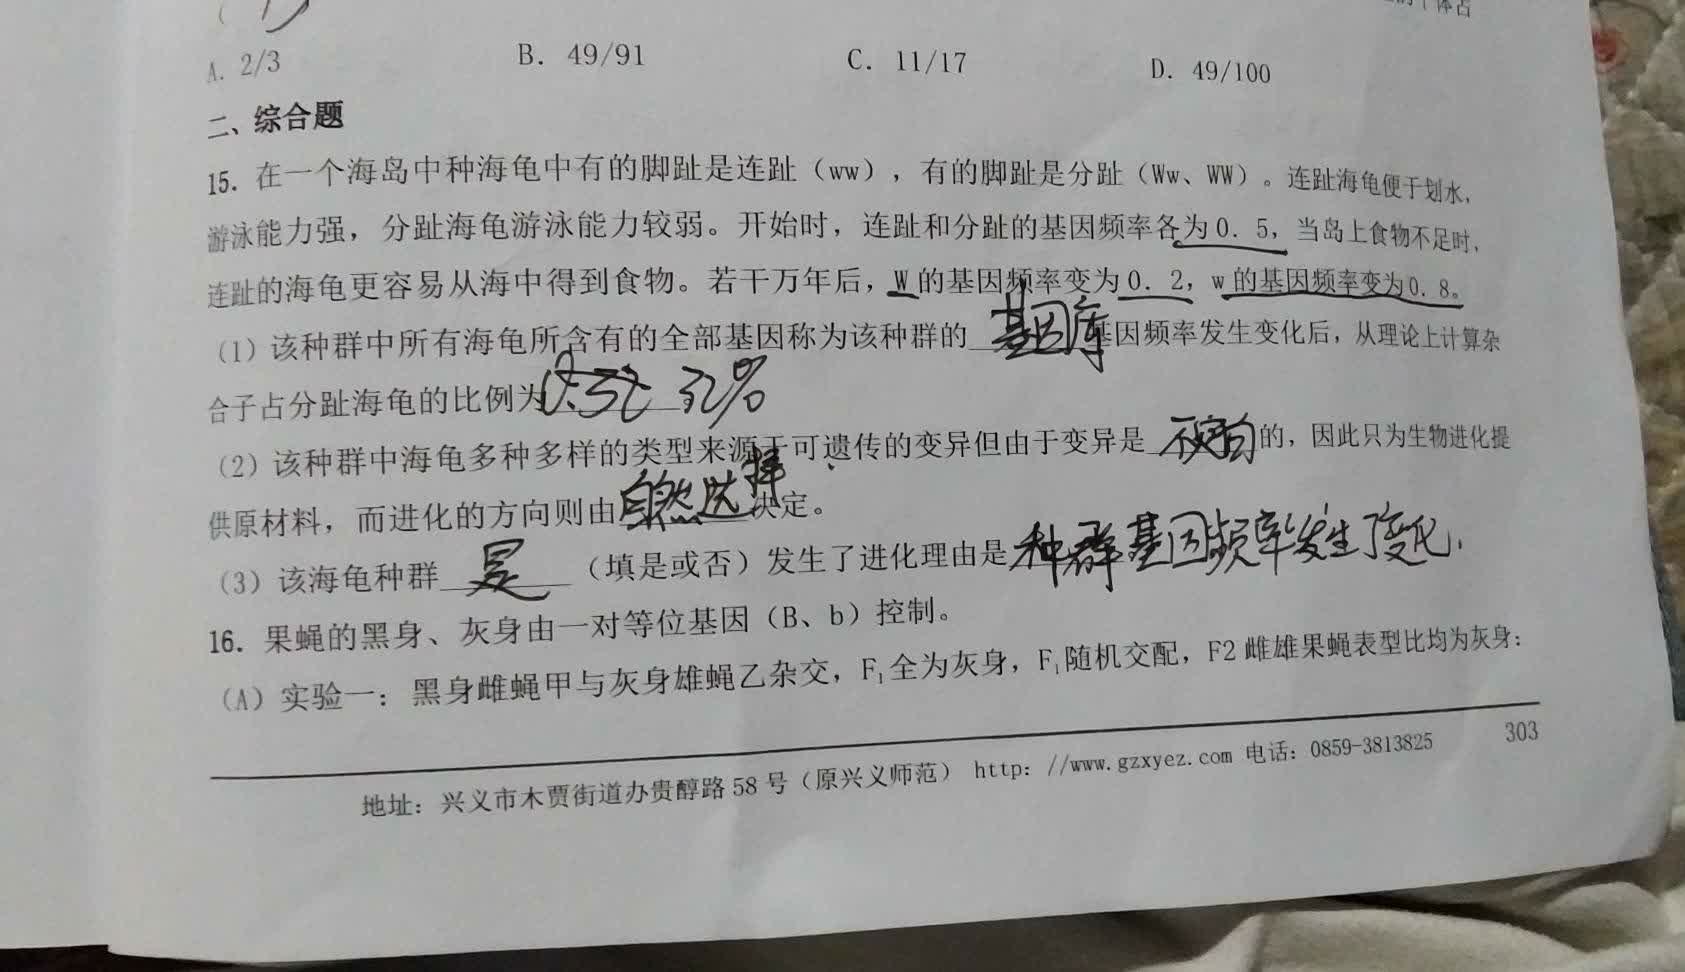 A. 2/3 B. 49/91 C. 11/17 D. 49/100
二、综合题
15. 在一个海岛中种海龟中有的脚趾是连趾（ww），有的脚趾是分趾（Ww、WW）。连趾海龟便于划水，
游泳能力强，分趾海龟游泳能力较弱。开始时，连趾和分趾的基因频率各为0. 5，当岛上食物不足时，
连趾的海龟更容易从海中得到食物。若干万年后，W的基因频率变为0. 2，w的基因频率变为0. 8。
（1）该种群中所有海龟所含有的全部基因称为该种群的 基因库 基因频率发生变化后，从理论上计算杂
合子占分趾海龟的比例为 32%
（2）该种群中海龟多种多样的类型来源于可遗传的变异但由于变异是 不定向 的，因此只为生物进化提
供原材料，而进化的方向则由 自然选择 决定。
（3）该海龟种群 是 （填是或否）发生了进化理由是 种群基因频率发生了变化.
16. 果蝇的黑身、灰身由一对等位基因（B、b）控制。
（A）实验一：黑身雌蝇甲与灰身雄蝇乙杂交，F₁全为灰身，F₁随机交配，F2雌雄果蝇表型比均为灰身：
303
地址：兴义市木贾街道办贵醇路58号（原兴义师范） http: //www.gzxyez.com 电话：0859-3813825